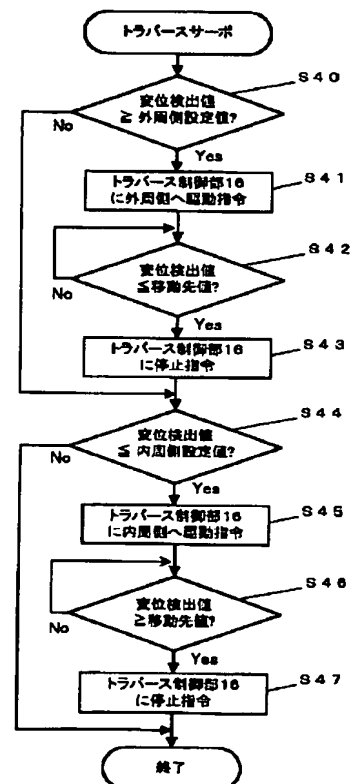 トラバースサーボ
S40
変位検出値
≧ 外周側設定値?
No
Yes
S41
トラバース制御部16
に外周側へ駆動指令
S42
変位検出値
≦移動先値?
No
Yes
S43
トラバース制御部16
に停止指令
S44
変位検出値
≦ 内周側設定値?
No
Yes
S45
トラバース制御部16
に内周側へ駆動指令
S46
変位検出値
≧移動先値?
No
Yes
S47
トラバース制御部16
に停止指令
終了